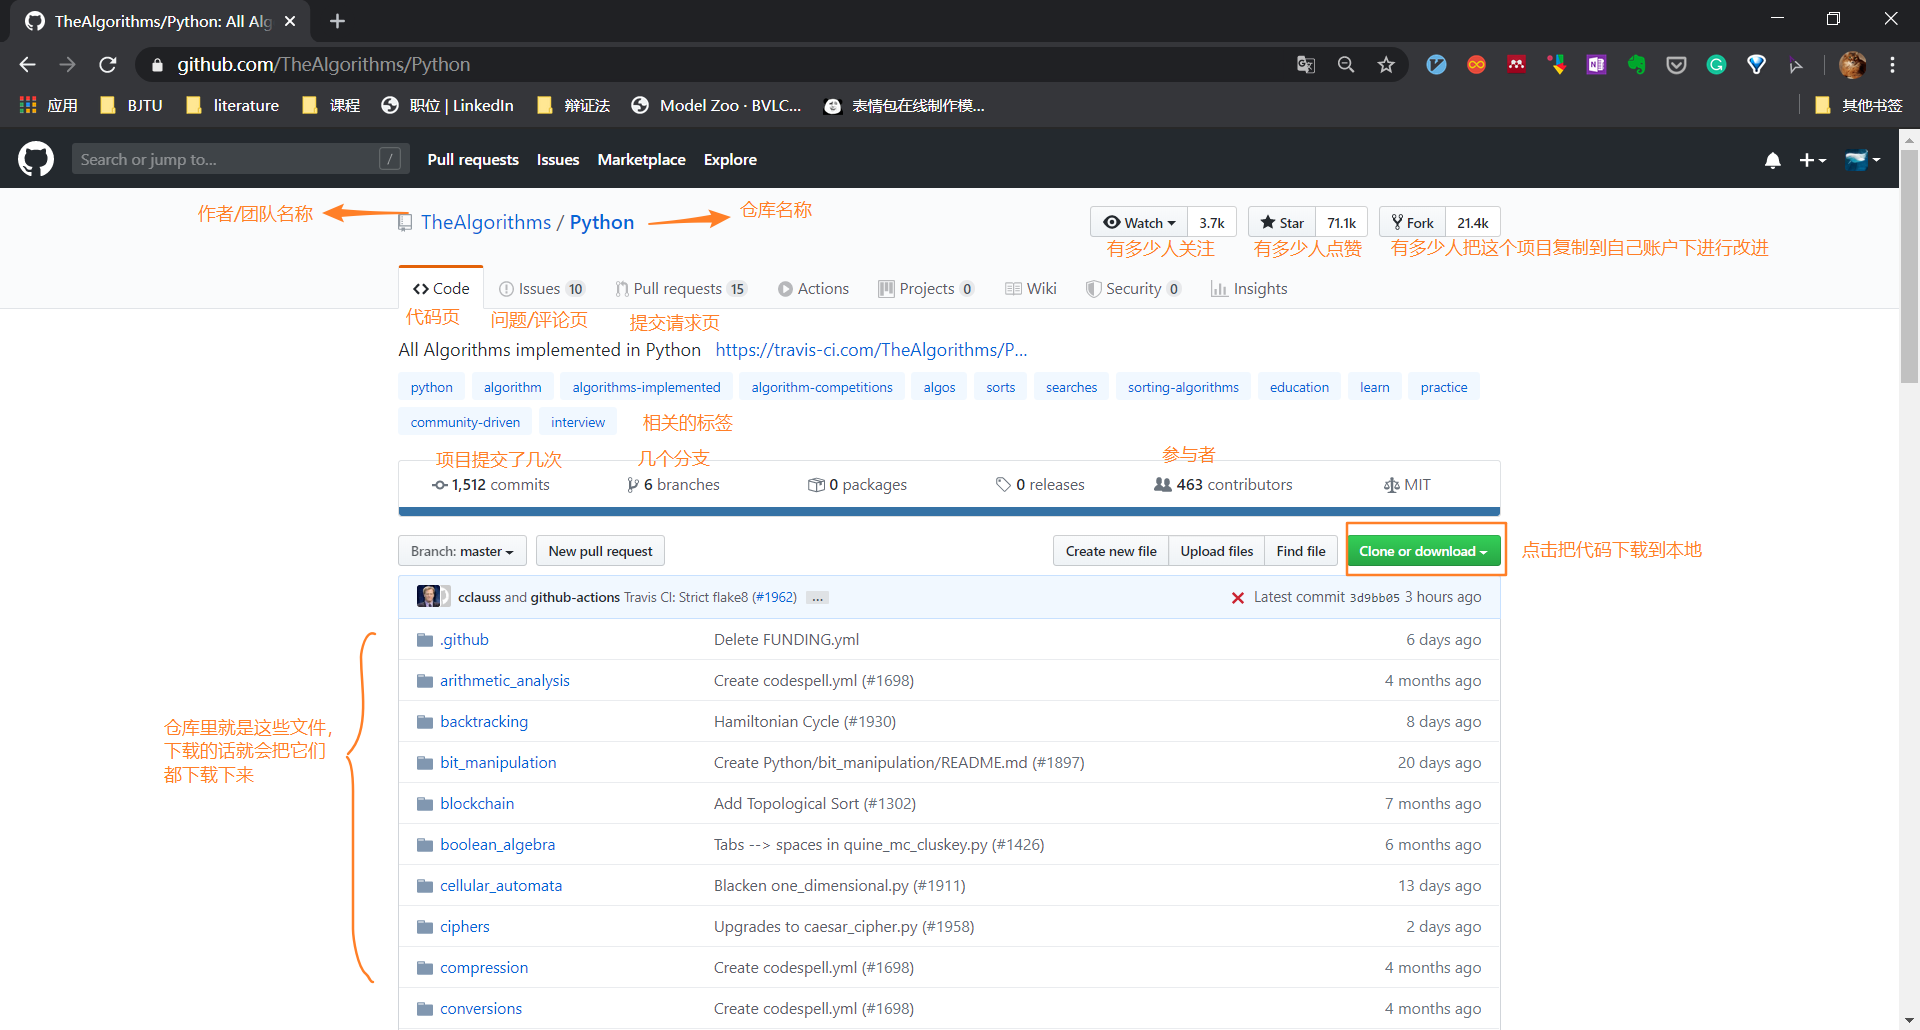 TheAlgorithms/Python: All Alg
github.com/TheAlgorithms/Python
应用 BJTU literature 课程 职位 | LinkedIn 辩证法 Model Zoo · BVLC... 表情包在线制作模... 其他书签
Search or jump to... / Pull requests Issues Marketplace Explore
作者/团队名称 TheAlgorithms / Python 仓库名称
Watch 3.7k Star 71.1k Fork 21.4k
有多少人关注 有多少人点赞 有多少人把这个项目复制到自己账户下进行改进
Code Issues 10 Pull requests 15 Actions Projects 0 Wiki Security 0 Insights
代码页 问题/评论页 提交请求页
All Algorithms implemented in Python https://travis-ci.com/TheAlgorithms/P...
python algorithm algorithms-implemented algorithm-competitions algos sorts searches sorting-algorithms education learn practice
community-driven interview 相关的标签
项目提交了几次 几个分支 参与者
1,512 commits 6 branches 0 packages 0 releases 463 contributors MIT
Branch: master New pull request Create new file Upload files Find file Clone or download 点击把代码下载到本地
cclauss and github-actions Travis CI: Strict flake8 (#1962) ... Latest commit 3d9bb05 3 hours ago
.github Delete FUNDING.yml 6 days ago
arithmetic_analysis Create codespell.yml (#1698) 4 months ago
backtracking Hamiltonian Cycle (#1930) 8 days ago
仓库里就是这些文件，
下载的话就会把它们
都下载下来
bit_manipulation Create Python/bit_manipulation/README.md (#1897) 20 days ago
blockchain Add Topological Sort (#1302) 7 months ago
boolean_algebra Tabs --> spaces in quine_mc_cluskey.py (#1426) 6 months ago
cellular_automata Blacken one_dimensional.py (#1911) 13 days ago
ciphers Upgrades to caesar_cipher.py (#1958) 2 days ago
compression Create codespell.yml (#1698) 4 months ago
conversions Create codespell.yml (#1698) 4 months ago